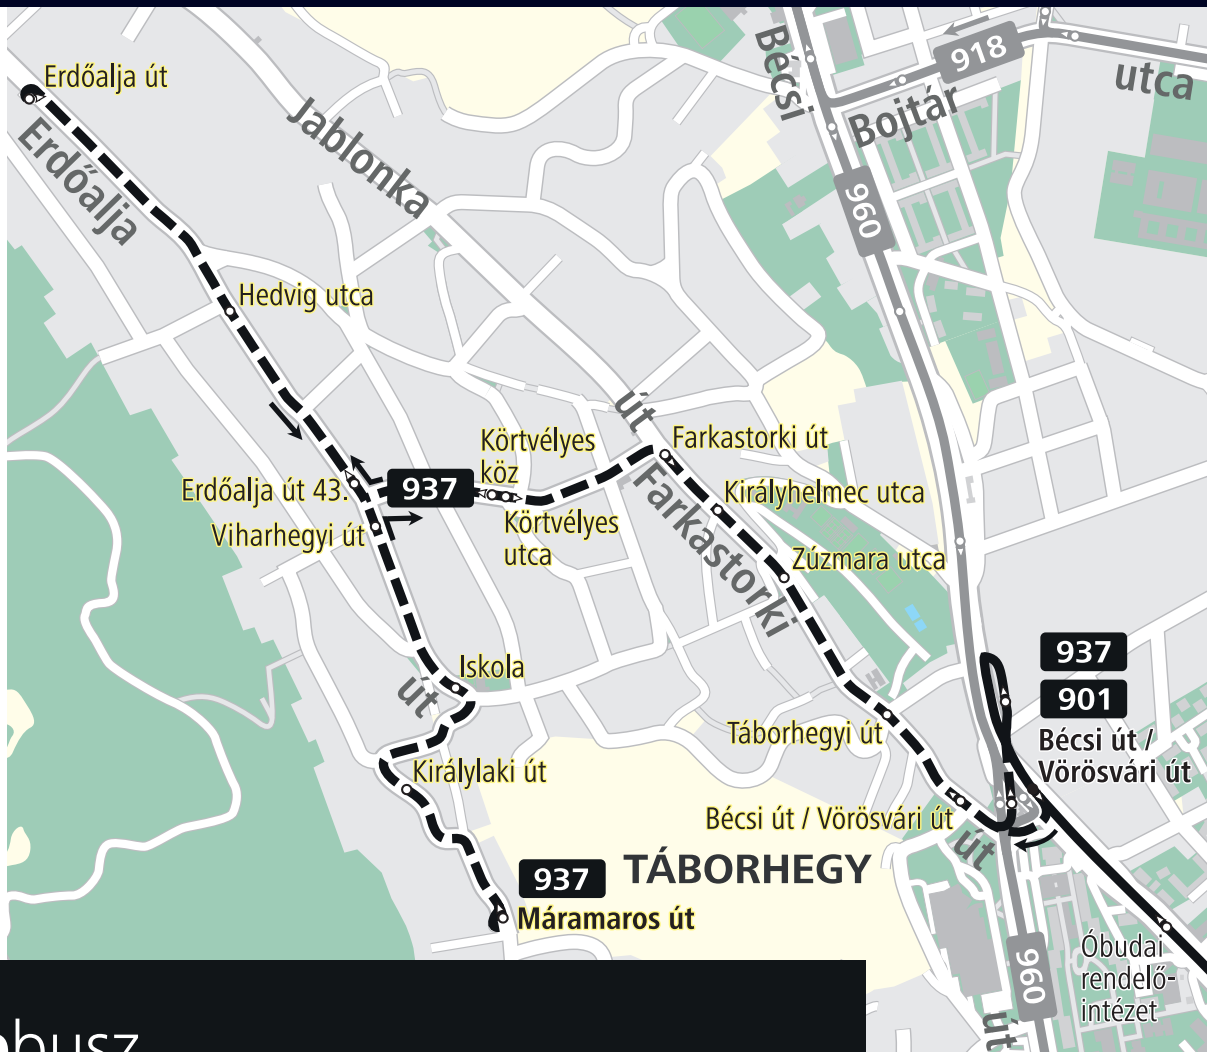 Erdőalja út
Erdőalja
Jablonka
Bécsi
918
Bojtár
utca
960
Hedvig utca
út
Körtvélyes
köz
Farkastorki út
Erdőalja út 43.
937
Királyhelmec utca
Viharhegyi út
Körtvélyes
utca
Farkastorki
Zúzmara utca
Iskola
út
937
901
Bécsi út /
Vörösvári út
Táborhegyi út
Királylaki út
Bécsi út / Vörösvári út
út
937
TÁBORHEGY
Máramaros út
Óbudai
rendelő-
intézet
960
út
obusz